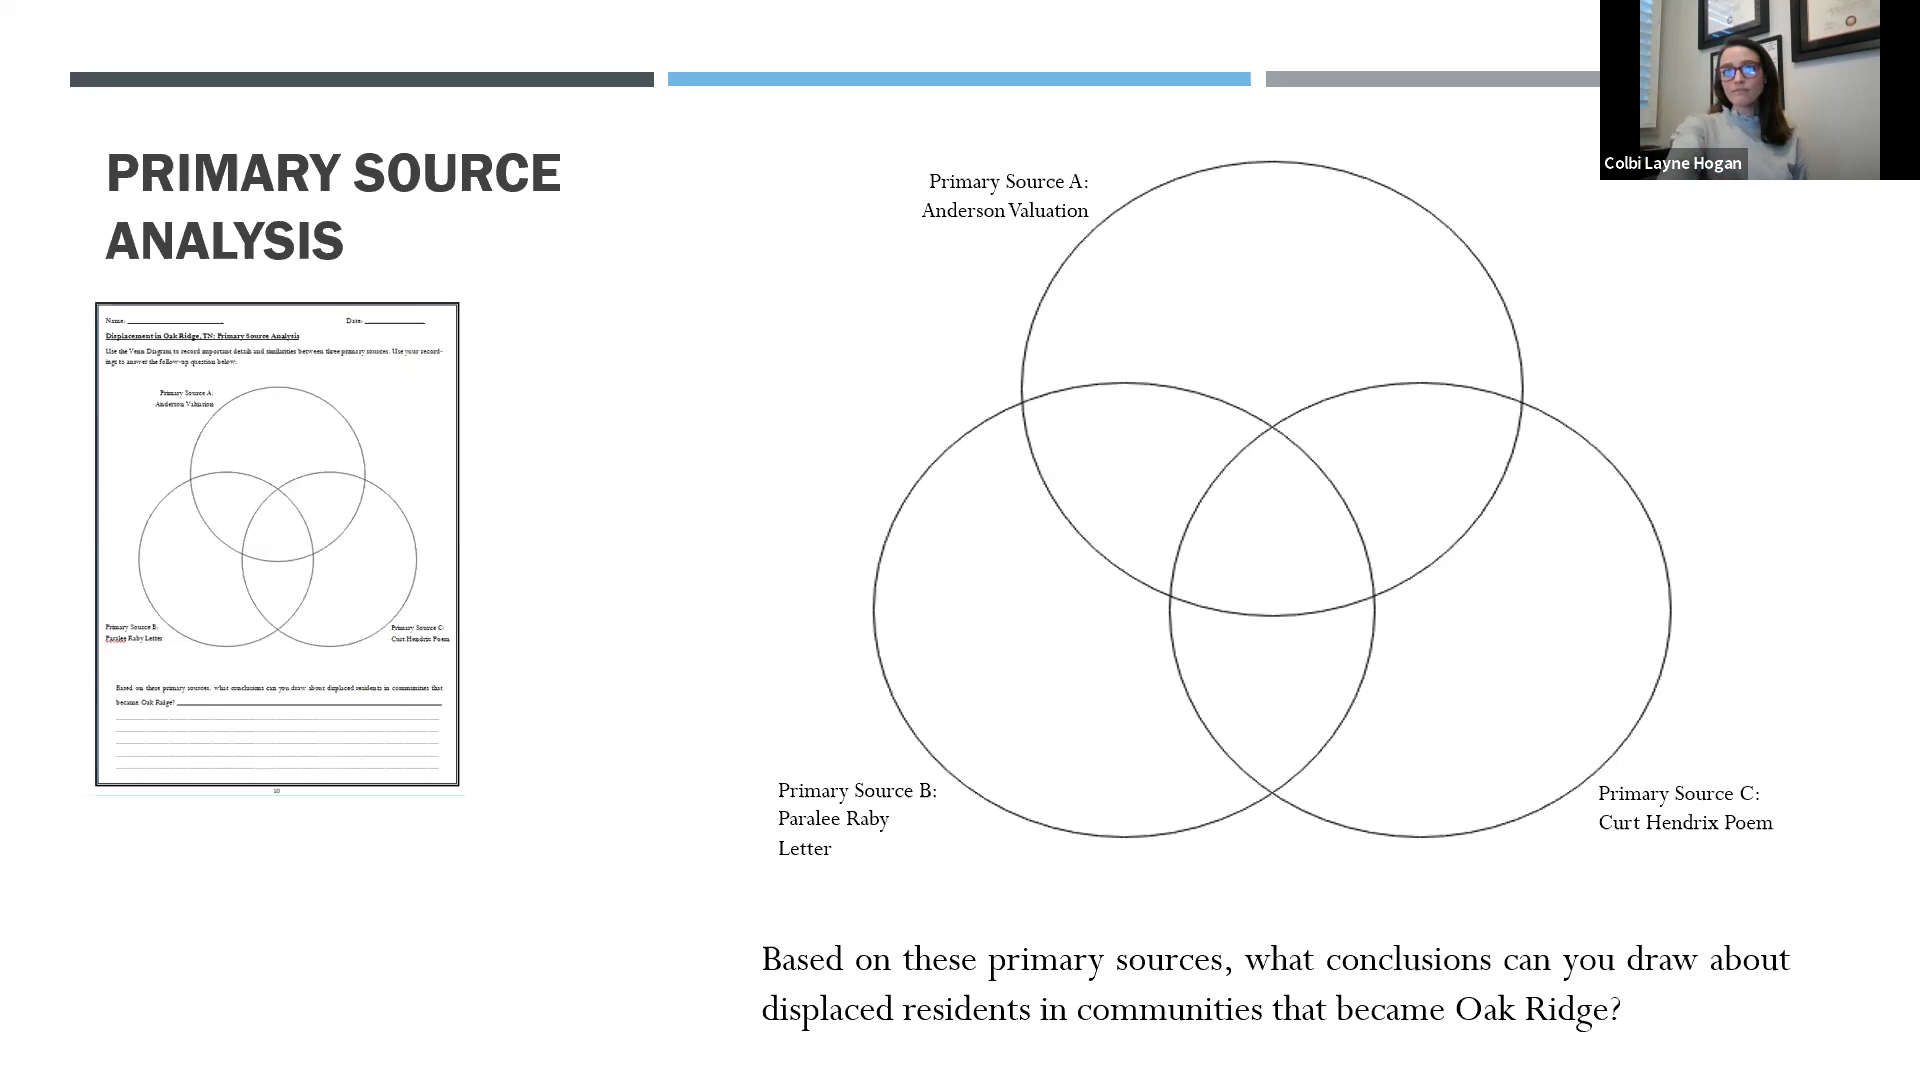 PRIMARY SOURCE
ANALYSIS
Name:
Date:
Displacement in Oak Ridge, TN: Primary Source Analysis
Use the Venn Diagram to record important details and similarities between three primary sources. Use your record-
ings to answer the follow-up question below.
Primary Source A:
Anderson Valuation
Primary Source B:
Paralee Raby Letter
Primary Source C:
Curt Hendrix Poem
Based on these primary sources, what conclusions can you draw about displaced residents in communities that
became Oak Ridge?
10
Primary Source A:
Anderson Valuation
Primary Source B:
Paralee Raby
Letter
Primary Source C:
Curt Hendrix Poem
Based on these primary sources, what conclusions can you draw about
displaced residents in communities that became Oak Ridge?
Colbi Layne Hogan